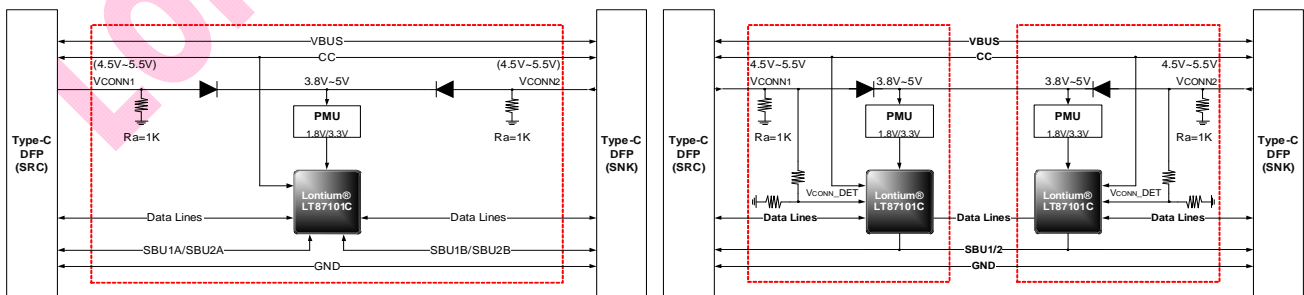 VBUS
CC
(4.5V~5.5V)
(4.5V~5.5V)
VCONN1
3.8V~5V
VCONN2
PMU
1.8V/3.3V
Ra=1K
Ra=1K
Type-C
DFP
(SRC)
Type-C
DFP
(SNK)
Lontium®
LT87101C
Data Lines
Data Lines
SBU1A/SBU2A
SBU1B/SBU2B
GND
VBUS
CC
4.5V~5.5V)
4.5V~5.5V)
VCONN1
3.8V~5V
3.8V~5V
VCONN2
PMU
1.8V/3.3V
PMU
1.8V/3.3V
Ra=1K
Ra=1K
Type-C
DFP
(SRC)
Type-C
DFP
(SNK)
VCONN_DET
VCONN_DET
Lontium®
LT87101C
Lontium®
LT87101C
Data Lines
Data Lines
Data Lines
SBU1/2
GND